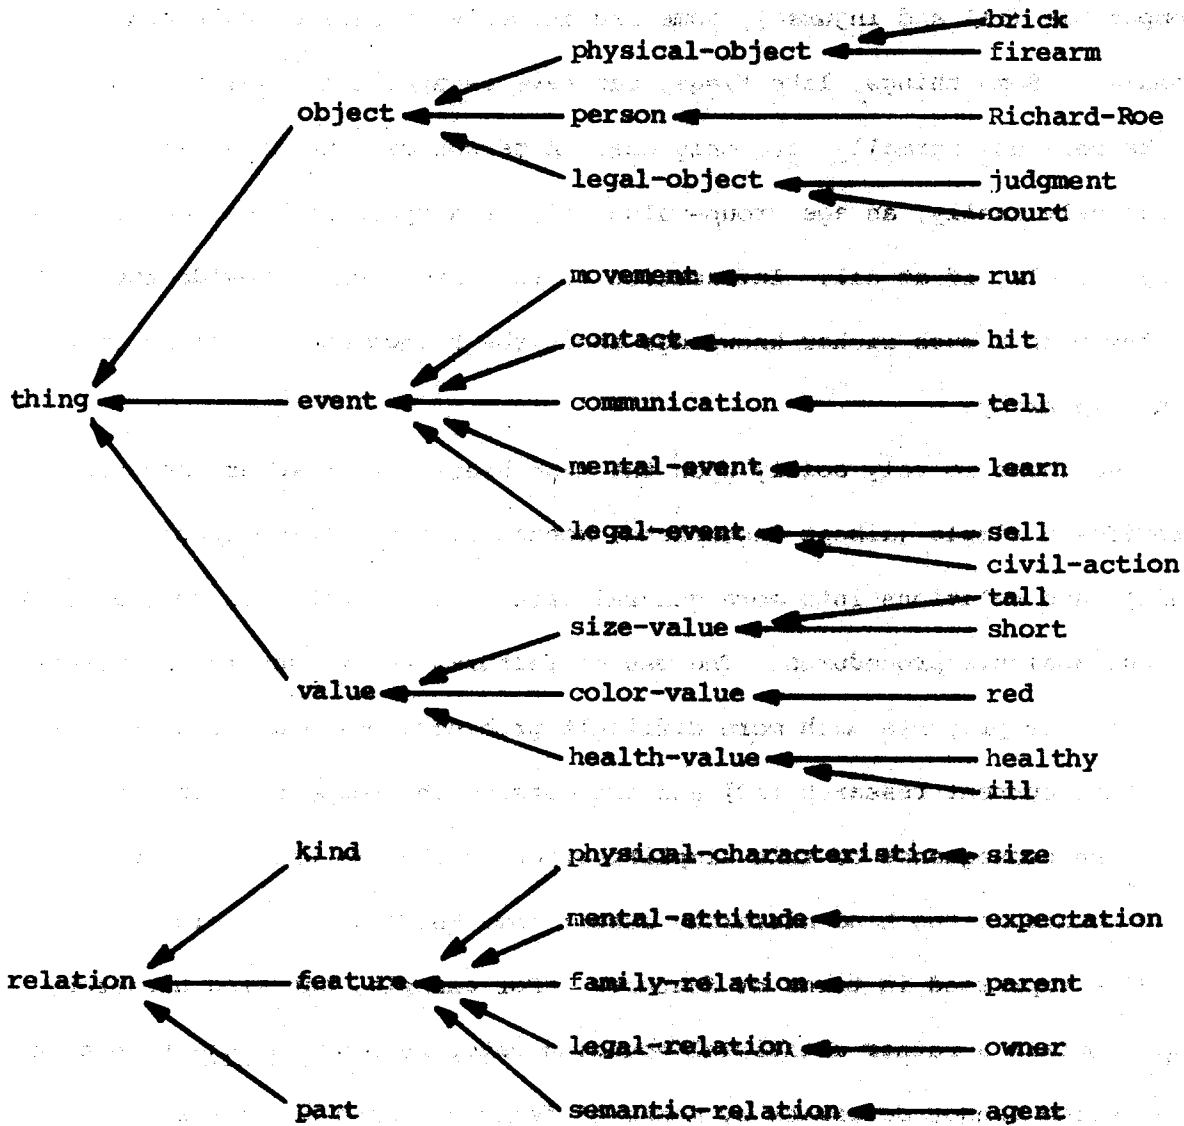 brick
physical-object firearm
object person Richard-Roe
legal-object judgment
court
movement run
contact hit
thing event communication tell
mental-event learn
legal-event sell
civil-action
tall
size-value short
value color-value red
health-value healthy
ill
kind physical-characteristic size
mental-attitude expectation
relation feature family-relation parent
legal-relation owner
part semantic-relation agent